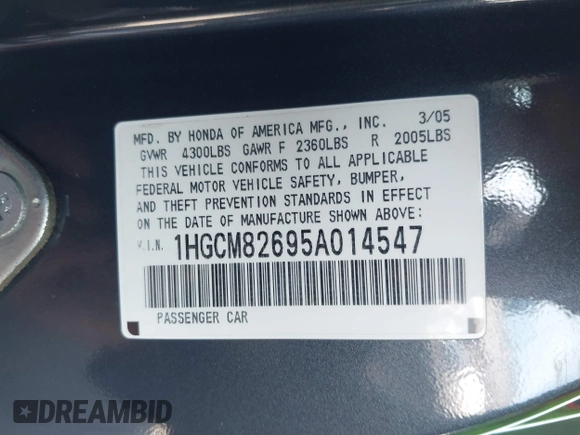 MFD. BY HONDA OF AMERICA MFG., INC. 3/05
GVWR 4300LBS GAWR F 2360LBS R 2005LBS
THIS VEHICLE CONFORMS TO ALL APPLICABLE
FEDERAL MOTOR VEHICLE SAFETY, BUMPER,
AND THEFT PREVENTION STANDARDS IN EFFECT
ON THE DATE OF MANUFACTURE SHOWN ABOVE:
V.I.N. 1HGCM82695A014547
PASSENGER CAR
DREAMBID